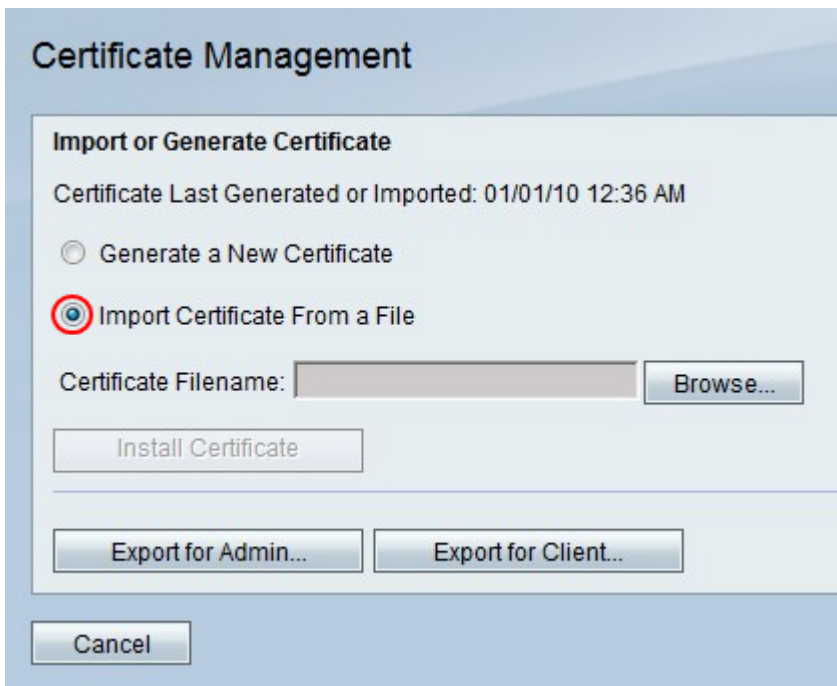 Certificate Management
Import or Generate Certificate
Certificate Last Generated or Imported: 01/01/10 12:36 AM
Generate a New Certificate
Import Certificate From a File
Certificate Filename: Browse...
Install Certificate
Export for Admin... Export for Client...
Cancel